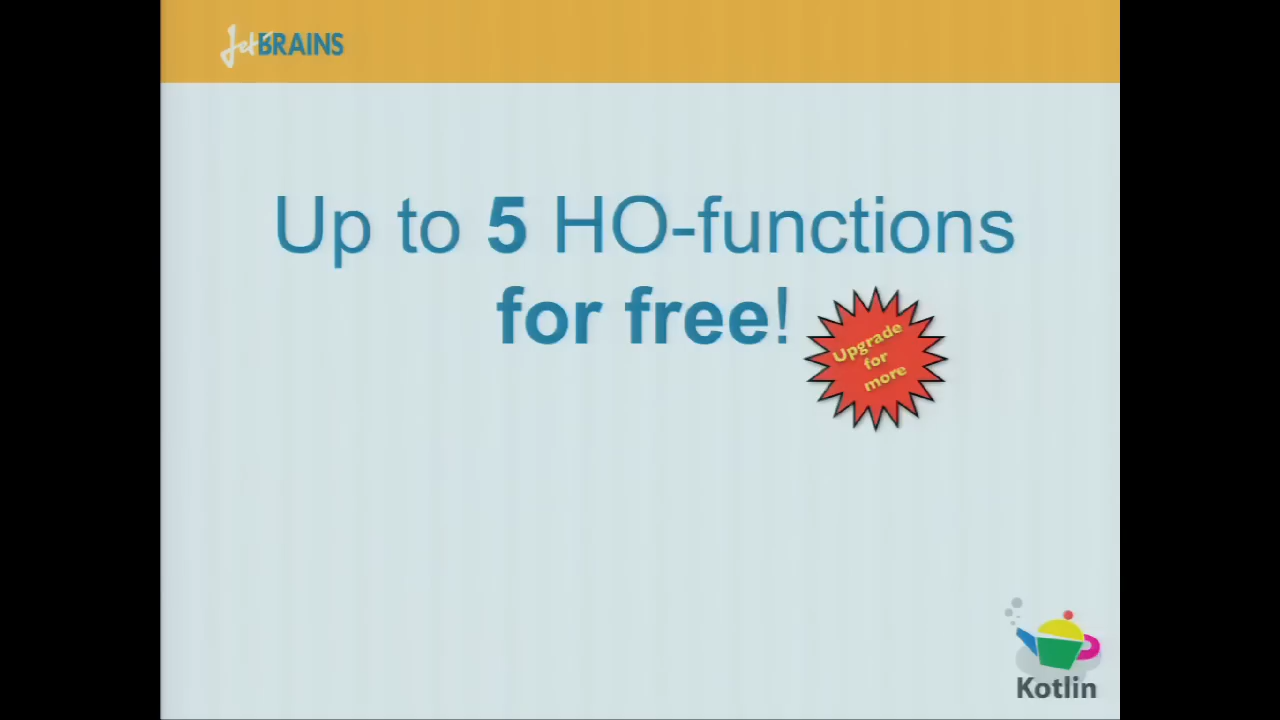 JetBRAINS
Up to 5 HO-functions
for free!
Upgrade
for
more
Kotlin